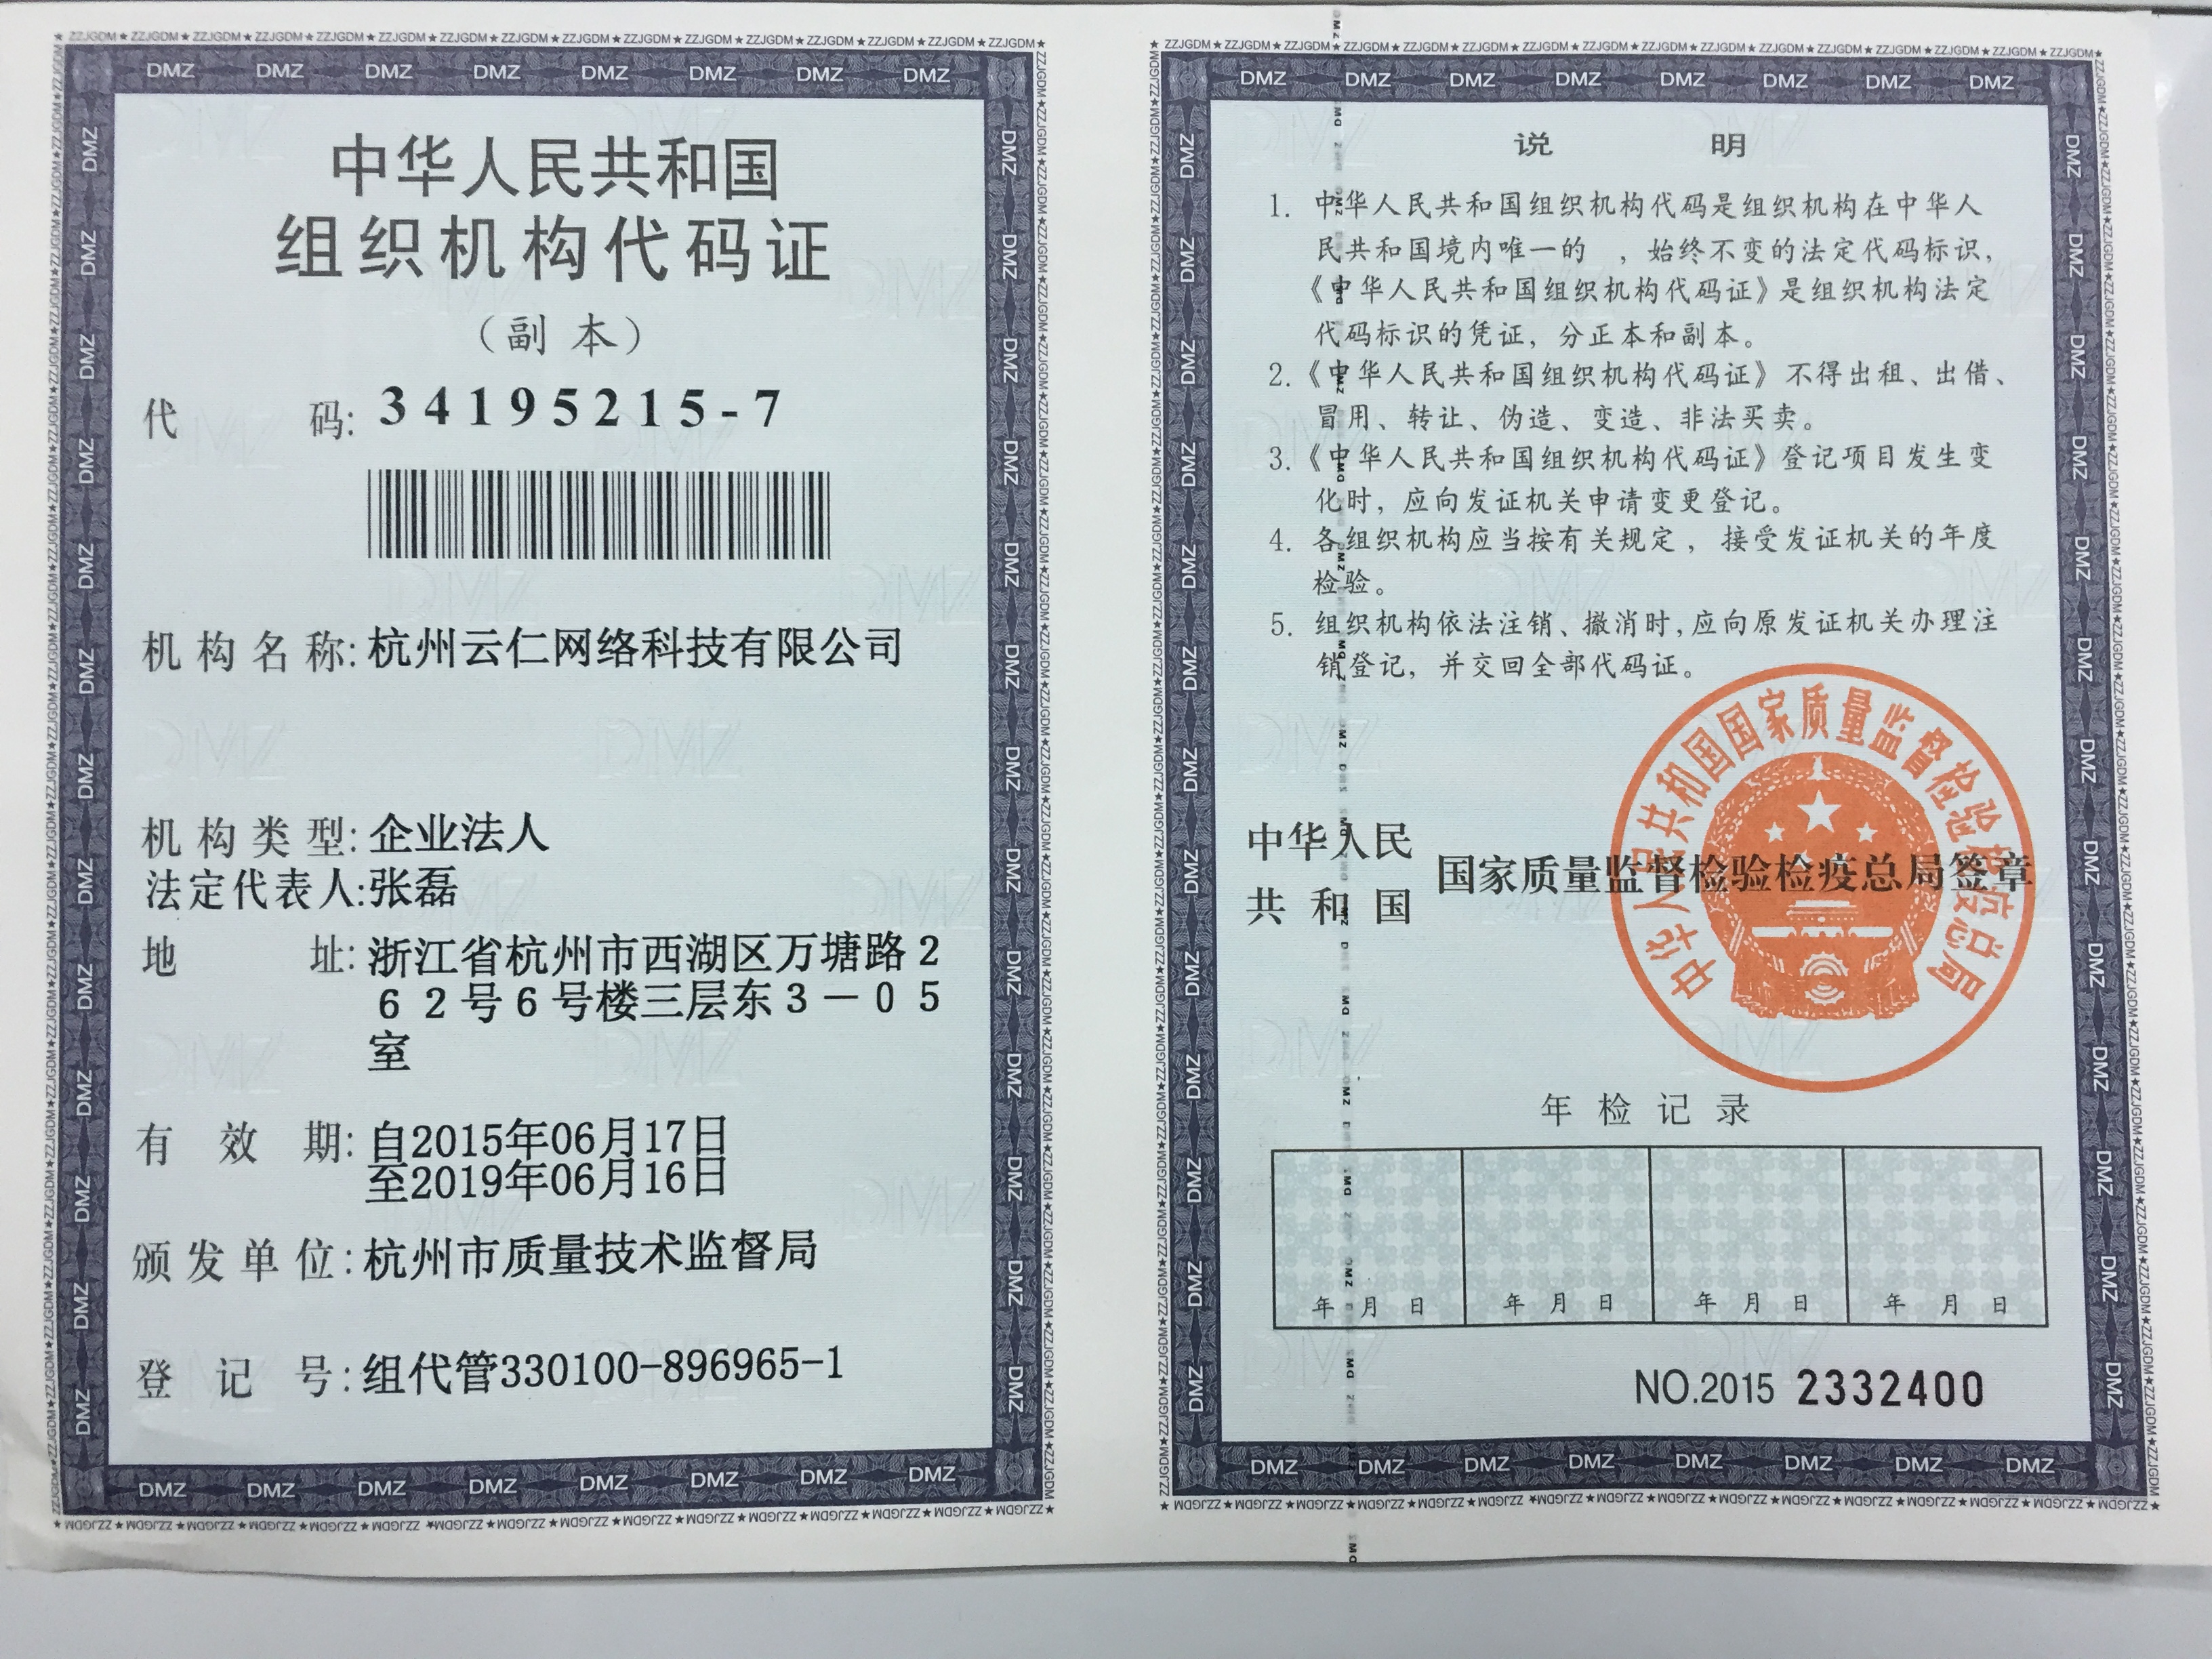 中华人民共和国
组织机构代码证
（副 本）
代 码: 34195215-7
机构名称: 杭州云仁网络科技有限公司
机构类型: 企业法人
法定代表人: 张磊
地 址: 浙江省杭州市西湖区万塘路2
62号6号楼三层东3－05
室
有 效 期: 自2015年06月17日
至2019年06月16日
颁发单位: 杭州市质量技术监督局
登 记 号: 组代管330100-896965-1
说 明
1. 中华人民共和国组织机构代码是组织机构在中华人
民共和国境内唯一的 ，始终不变的法定代码标识，
《中华人民共和国组织机构代码证》是组织机构法定
代码标识的凭证，分正本和副本。
2.《中华人民共和国组织机构代码证》不得出租、出借、
冒用、转让、伪造、变造、非法买卖。
3.《中华人民共和国组织机构代码证》登记项目发生变
化时，应向发证机关申请变更登记。
4. 各组织机构应当按有关规定，接受发证机关的年度
检验。
5. 组织机构依法注销、撤消时，应向原发证机关办理注
销登记，并交回全部代码证。
中华人民
共和国
国家质量监督检验检疫总局签章
中华人民共和国国家质量监督检验检疫总局
年检记录
年 月 日 年 月 日 年 月 日 年 月 日
NO.2015 2332400